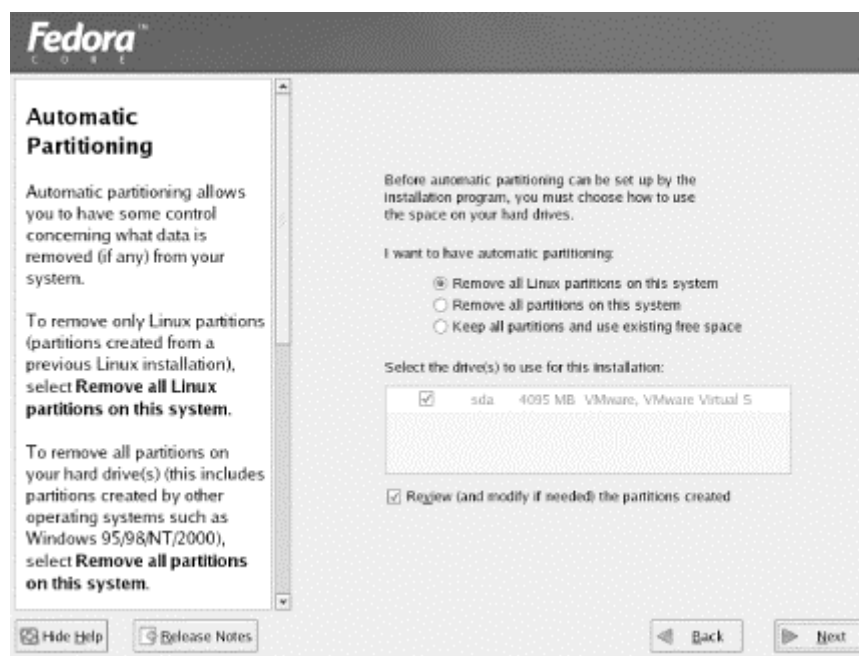 Fedora™
CORE
Automatic
Partitioning
Automatic partitioning allows
you to have some control
concerning what data is
removed (if any) from your
system.
To remove only Linux partitions
(partitions created from a
previous Linux installation),
select Remove all Linux
partitions on this system.
To remove all partitions on
your hard drive(s) (this includes
partitions created by other
operating systems such as
Windows 95/98/NT/2000),
select Remove all partitions
on this system.
Before automatic partitioning can be set up by the
installation program, you must choose how to use
the space on your hard drives.
I want to have automatic partitioning:
Remove all Linux partitions on this system
Remove all partitions on this system
Keep all partitions and use existing free space
Select the drive(s) to use for this installation:
sda 4095 MB VMware, VMware Virtual S
Review (and modify if needed) the partitions created
Hide Help
Release Notes
Back
Next